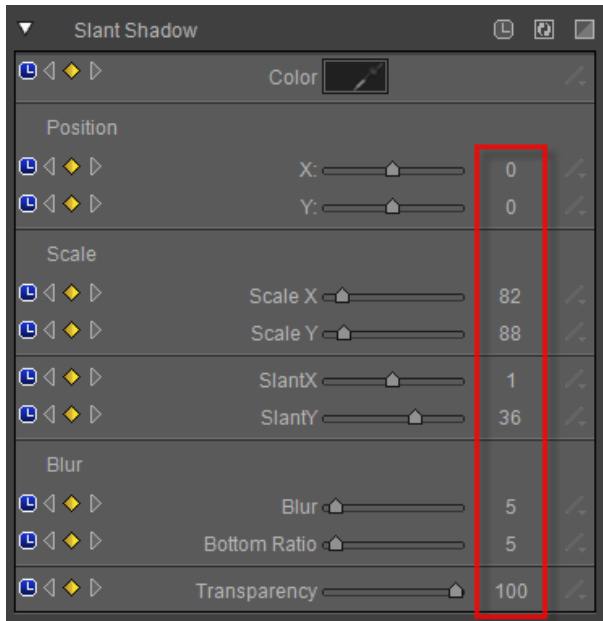 Slant Shadow
Color
Position
X: 0
Y: 0
Scale
Scale X 82
Scale Y 88
SlantX 1
SlantY 36
Blur
Blur 5
Bottom Ratio 5
Transparency 100